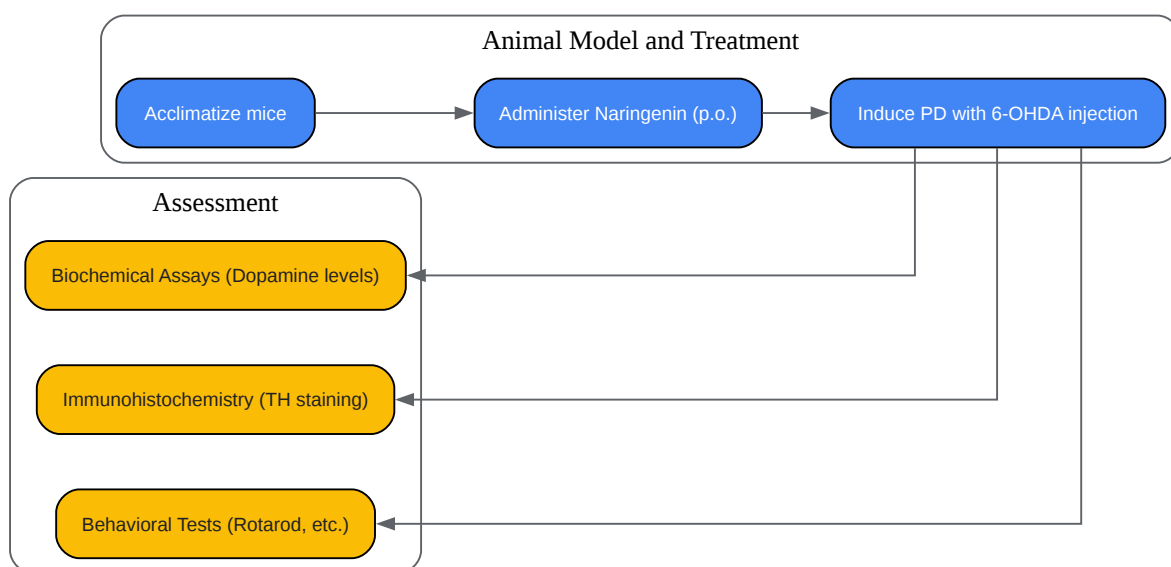 Animal Model and Treatment
Acclimatize mice
Administer Naringenin (p.o.)
Induce PD with 6-OHDA injection
Assessment
Biochemical Assays (Dopamine levels)
Immunohistochemistry (TH staining)
Behavioral Tests (Rotarod, etc.)